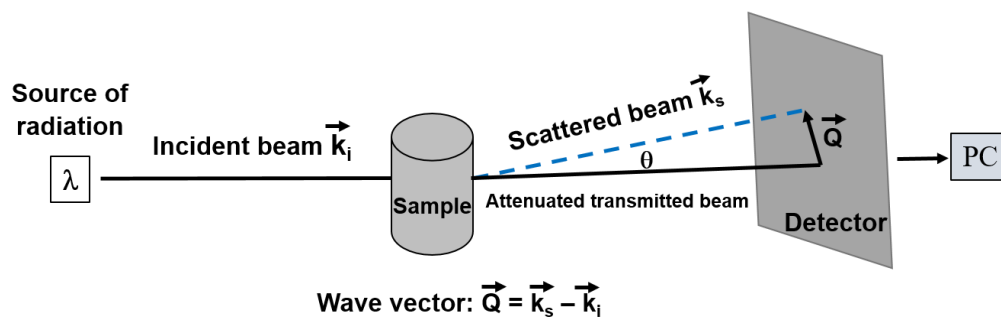 Source of
radiation
λ
Incident beam k⃗i
Sample
Scattered beam k⃗s
θ
Attenuated transmitted beam
Q⃗
Detector
PC
Wave vector: Q⃗ = k⃗s – k⃗i